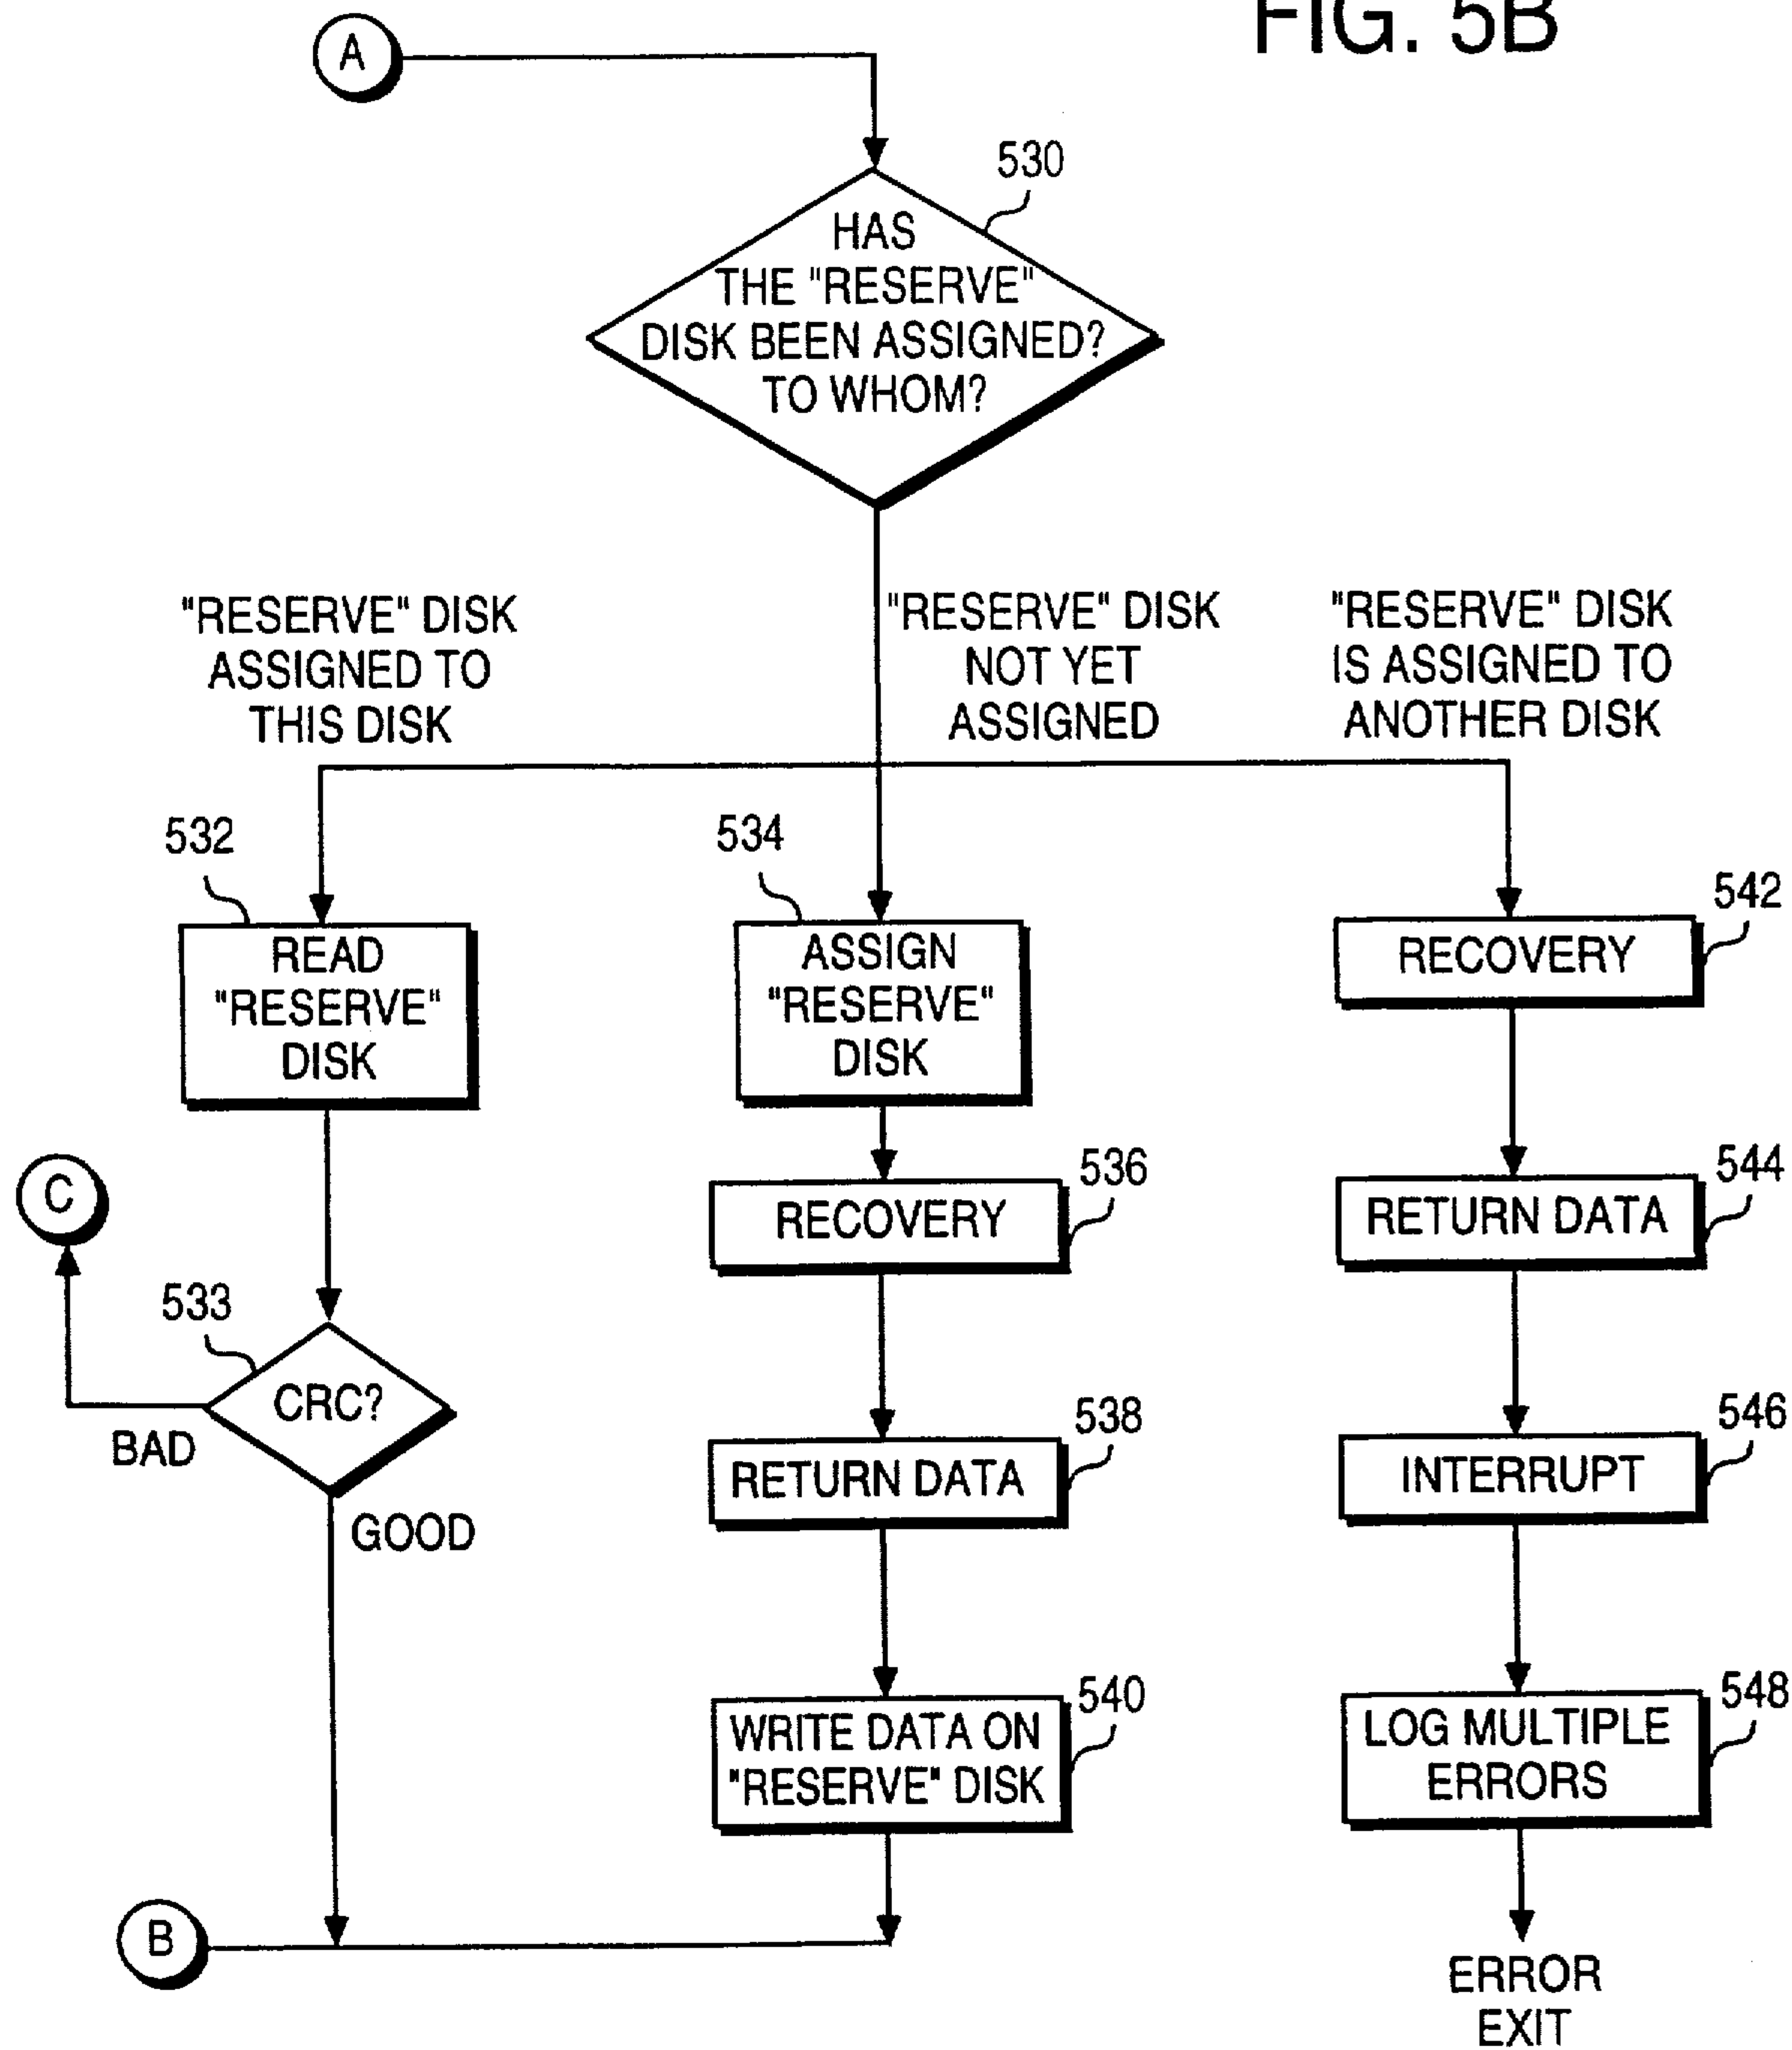 FIG. 5B
A
530
HAS
THE "RESERVE"
DISK BEEN ASSIGNED?
TO WHOM?
"RESERVE" DISK
ASSIGNED TO
THIS DISK
"RESERVE" DISK
NOT YET
ASSIGNED
"RESERVE" DISK
IS ASSIGNED TO
ANOTHER DISK
532
READ
"RESERVE"
DISK
534
ASSIGN
"RESERVE"
DISK
542
RECOVERY
C
536
RECOVERY
544
RETURN DATA
533
CRC?
BAD
GOOD
538
RETURN DATA
546
INTERRUPT
540
WRITE DATA ON
"RESERVE" DISK
548
LOG MULTIPLE
ERRORS
B
ERROR
EXIT